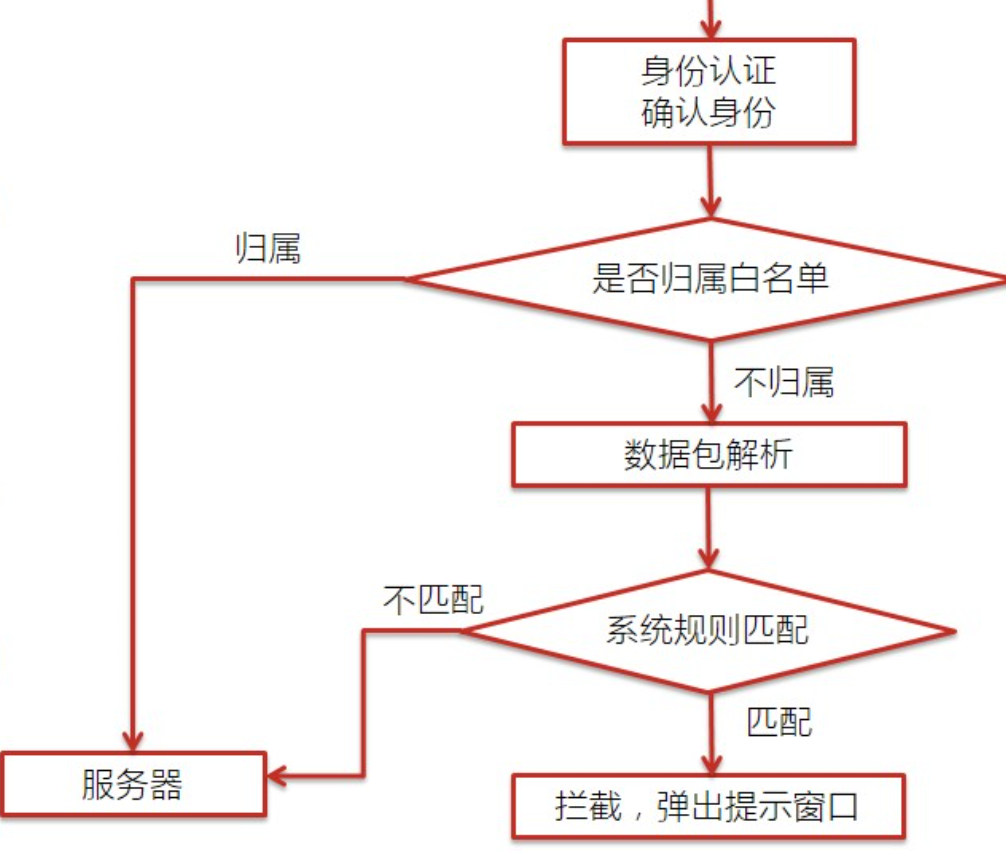 身份认证
确认身份
归属
是否归属白名单
不归属
数据包解析
不匹配
系统规则匹配
匹配
服务器
拦截，弹出提示窗口